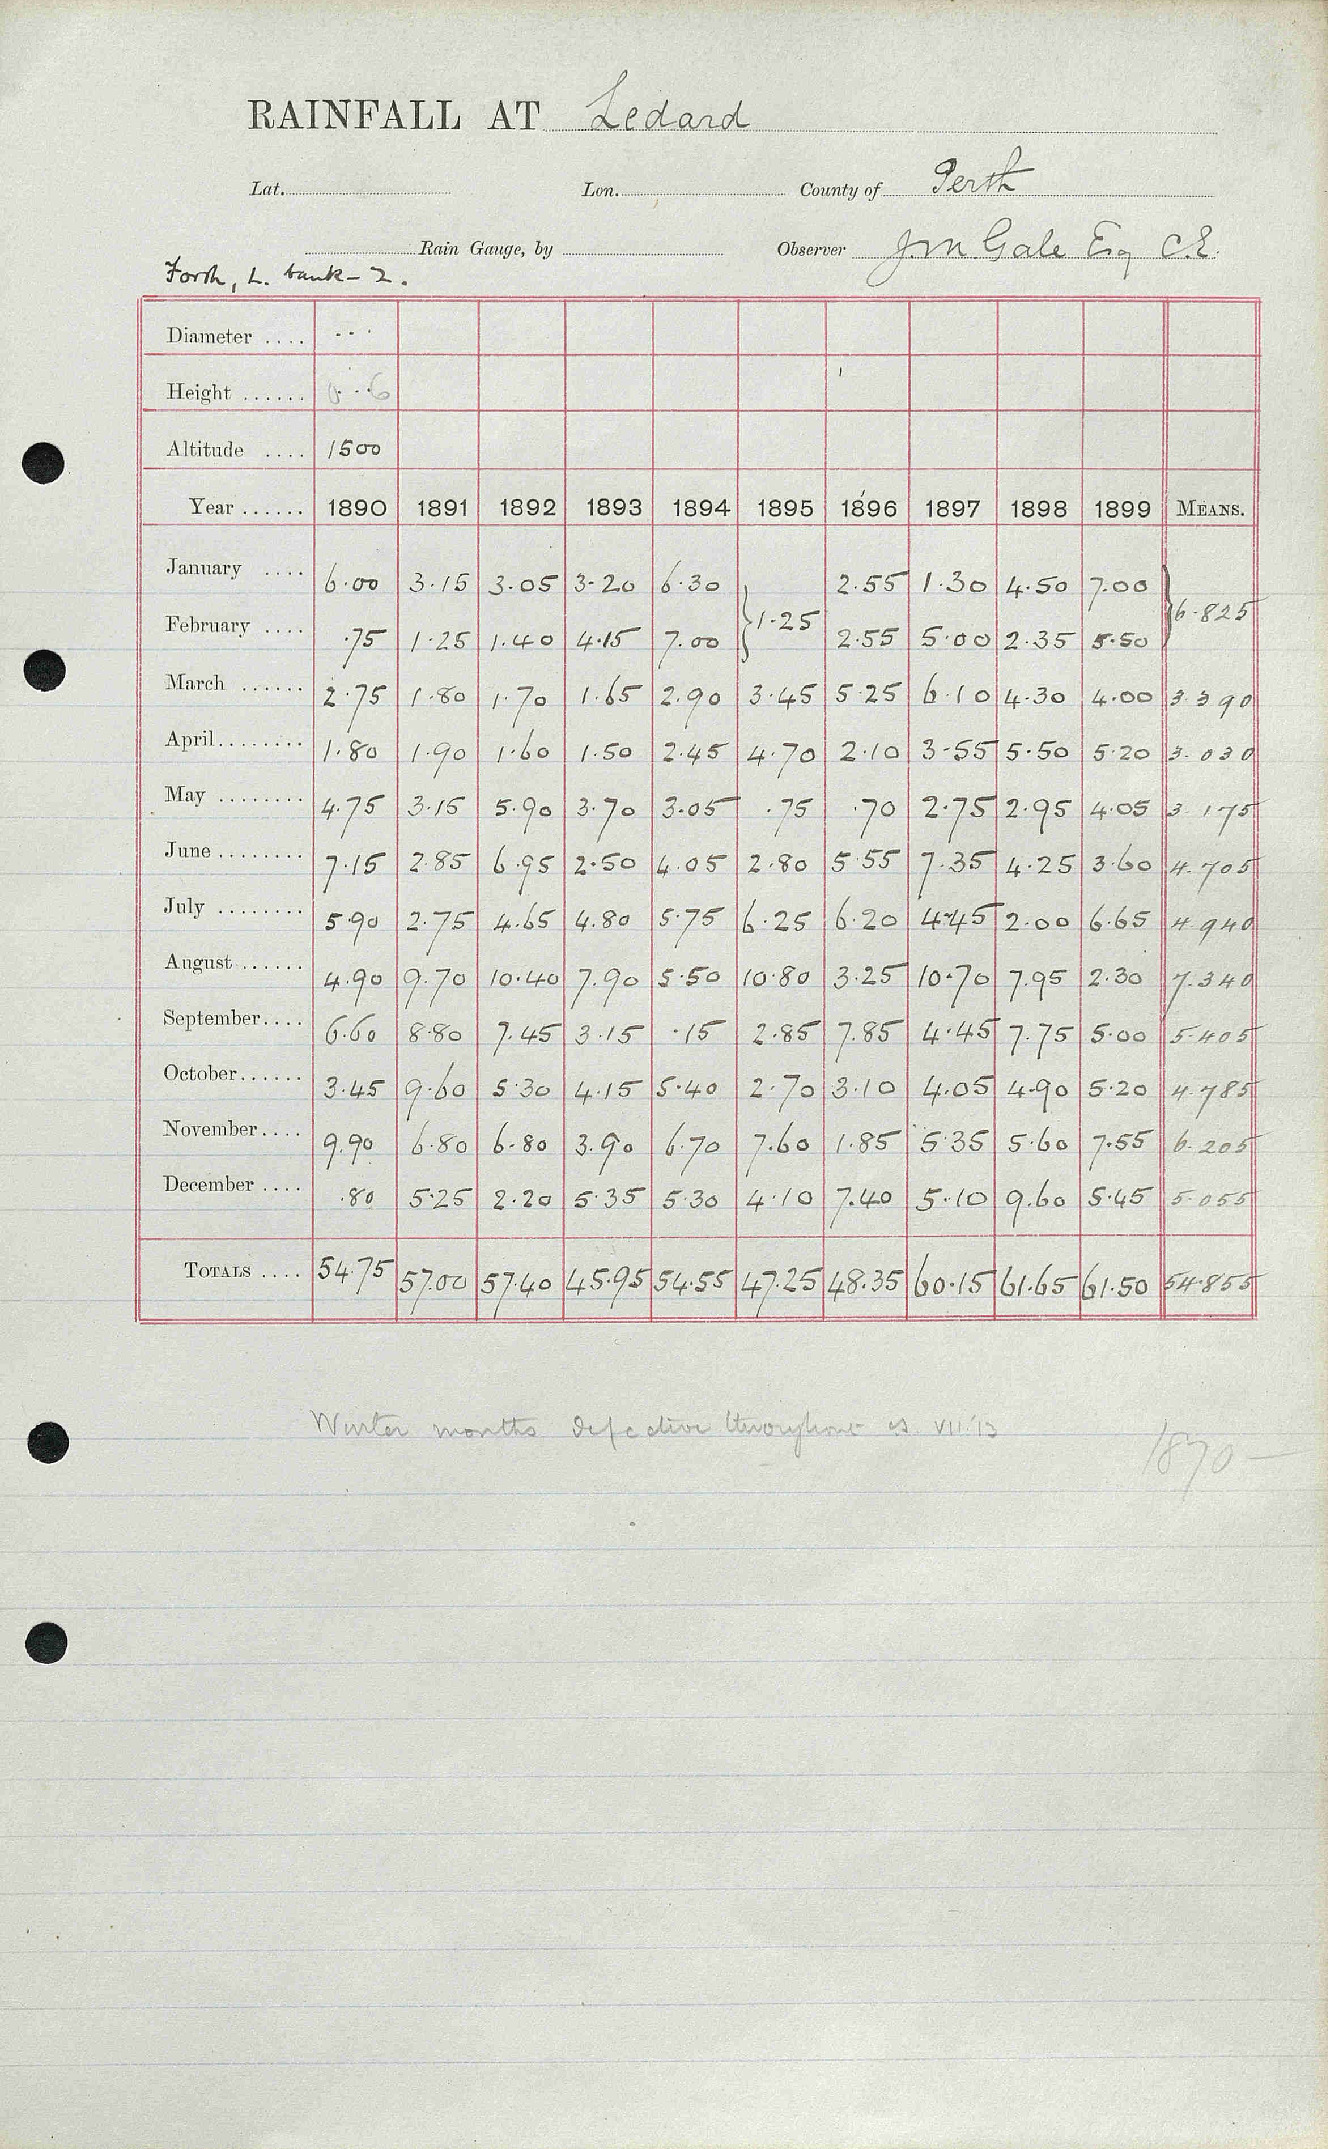 RAINFALL AT Ledard
Lat. Lon. County of Perth
Rain Gauge, by Observer J.M. Gale Esq C.E.
Forth, L. bank - 2.
Diameter .... - - .
Height ...... 0 - . 6
Altitude .... 1500
Year ...... 1890 1891 1892 1893 1894 1895 1896 1897 1898 1899 MEANS.
January .... 6.00 3.15 3.05 3.20 6.30 2.55 1.30 4.50 7.00
1.25 6.825
February .... .75 1.25 1.40 4.15 7.00 2.55 5.00 2.35 5.50
March ...... 2.75 1.80 1.70 1.65 2.90 3.45 5.25 6.10 4.30 4.00 3.390
April........ 1.80 1.90 1.60 1.50 2.45 4.70 2.10 3.55 5.50 5.20 3.030
May ........ 4.75 3.15 5.90 3.70 3.05 .75 .70 2.75 2.95 4.05 3.175
June ........ 7.15 2.85 6.95 2.50 4.05 2.80 5.55 7.35 4.25 3.60 4.705
July ........ 5.90 2.75 4.65 4.80 5.75 6.25 6.20 4.45 2.00 6.65 4.940
August ...... 4.90 9.70 10.40 7.90 5.50 10.80 3.25 10.70 7.95 2.30 7.340
September.... 6.60 8.80 7.45 3.15 .15 2.85 7.85 4.45 7.75 5.00 5.405
October...... 3.45 9.60 5.30 4.15 5.40 2.70 3.10 4.05 4.90 5.20 4.785
November.... 9.90 6.80 6.80 3.90 6.70 7.60 1.85 5.35 5.60 7.55 6.205
December .... .80 5.25 2.20 5.35 5.30 4.10 7.40 5.10 9.60 5.45 5.055
TOTALS .... 54.75 57.00 57.40 45.95 54.55 47.25 48.35 60.15 61.65 61.50 54.855
Winter months defective throughout VII.'13
1870 -